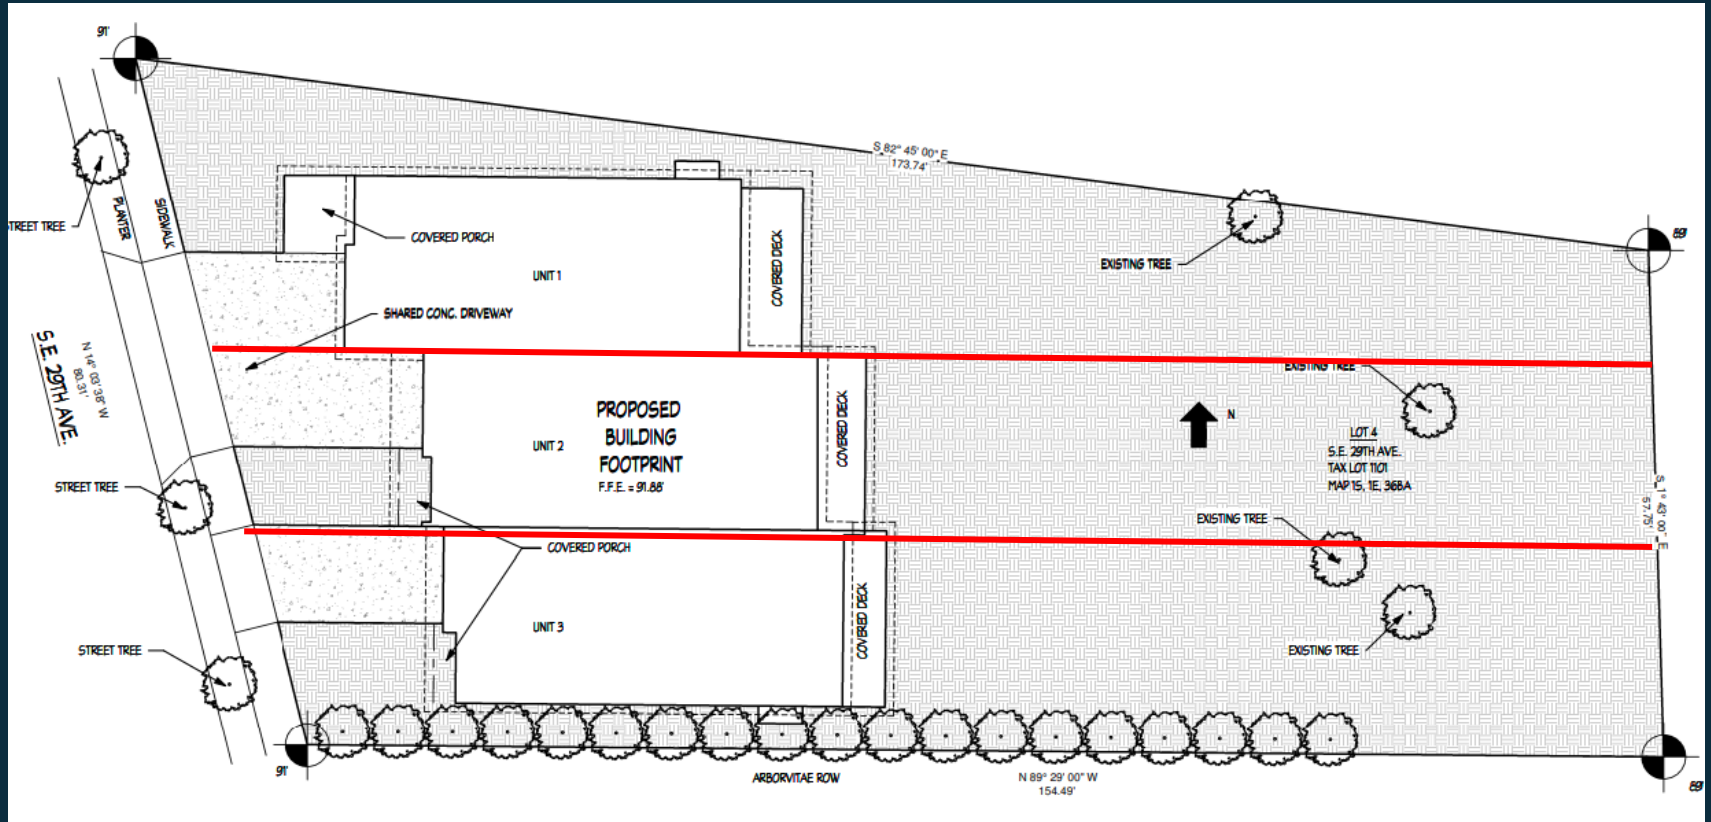 91'
S 82° 45' 00" E
173.74'
STREET TREE
PLANTER
SIDEWALK
COVERED PORCH
UNIT 1
COVERED DECK
EXISTING TREE
SHARED CONC. DRIVEWAY
S.E. 29TH AVE.
N 14° 03' 38" W
80.31'
EXISTING TREE
PROPOSED
BUILDING
FOOTPRINT
F.F.E. = 91.88'
UNIT 2
COVERED DECK
N
LOT 4
S.E. 29TH AVE.
TAX LOT 1101
MAP 1S, 1E, 36BA
STREET TREE
EXISTING TREE
S 1° 43' 00" E
57.75'
COVERED PORCH
UNIT 3
COVERED DECK
STREET TREE
EXISTING TREE
91'
ARBORVITAE ROW
N 89° 29' 00" W
154.49'